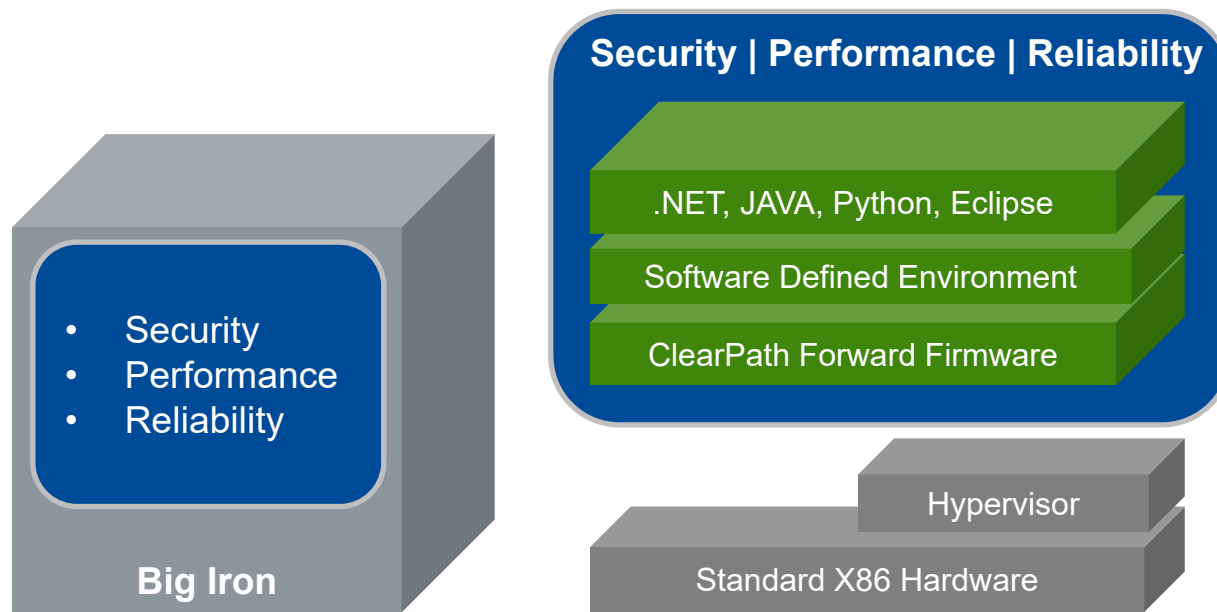 • Security
• Performance
• Reliability
Big Iron
Security | Performance | Reliability
.NET, JAVA, Python, Eclipse
Software Defined Environment
ClearPath Forward Firmware
Hypervisor
Standard X86 Hardware